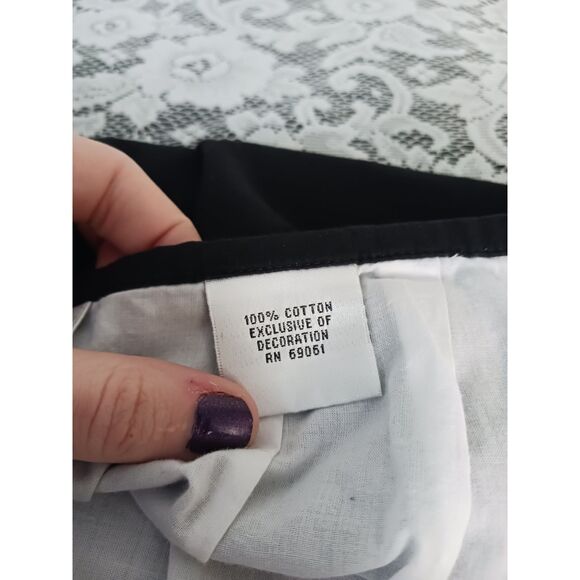 100% COTTON
EXCLUSIVE OF
DECORATION
RN 69061